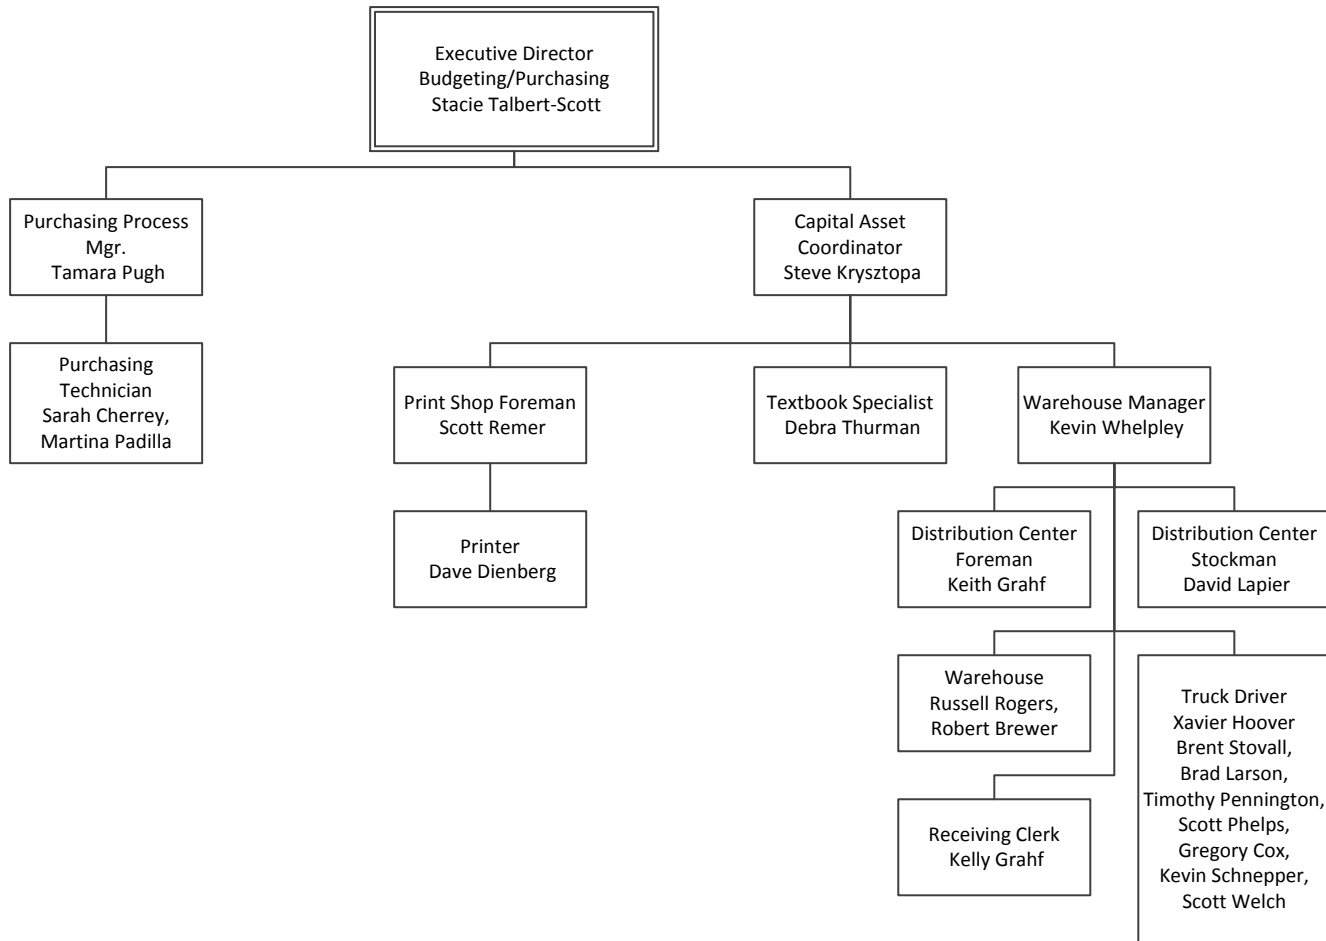 Executive Director
Budgeting/Purchasing
Stacie Talbert-Scott
Purchasing Process
Mgr.
Tamara Pugh
Capital Asset
Coordinator
Steve Krysztopa
Purchasing
Technician
Sarah Cherrey,
Martina Padilla
Print Shop Foreman
Scott Remer
Textbook Specialist
Debra Thurman
Warehouse Manager
Kevin Whelpley
Printer
Dave Dienberg
Distribution Center
Foreman
Keith Grahf
Distribution Center
Stockman
David Lapier
Warehouse
Russell Rogers,
Robert Brewer
Truck Driver
Xavier Hoover
Brent Stovall,
Brad Larson,
Timothy Pennington,
Scott Phelps,
Gregory Cox,
Kevin Schnepper,
Scott Welch
Receiving Clerk
Kelly Grahf